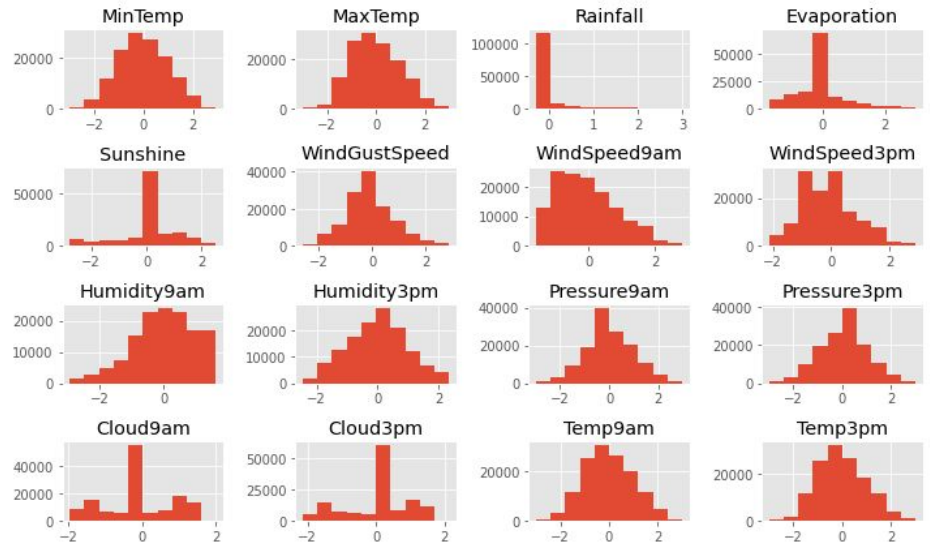 MinTemp MaxTemp Rainfall Evaporation
20000 0 −2 0 2
20000 0 −2 0 2
100000 50000 0 0 1 2 3
50000 25000 0 0 2
Sunshine WindGustSpeed WindSpeed9am WindSpeed3pm
50000 0 −2 0 2
40000 20000 0 −2 0 2
20000 10000 0 0 2
20000 0 −2 0 2
Humidity9am Humidity3pm Pressure9am Pressure3pm
20000 10000 0 −2 0
20000 10000 0 −2 0 2
40000 20000 0 −2 0 2
40000 20000 0 −2 0 2
Cloud9am Cloud3pm Temp9am Temp3pm
40000 20000 0 −2 0 2
50000 25000 0 −2 0 2
20000 0 −2 0 2
20000 0 −2 0 2